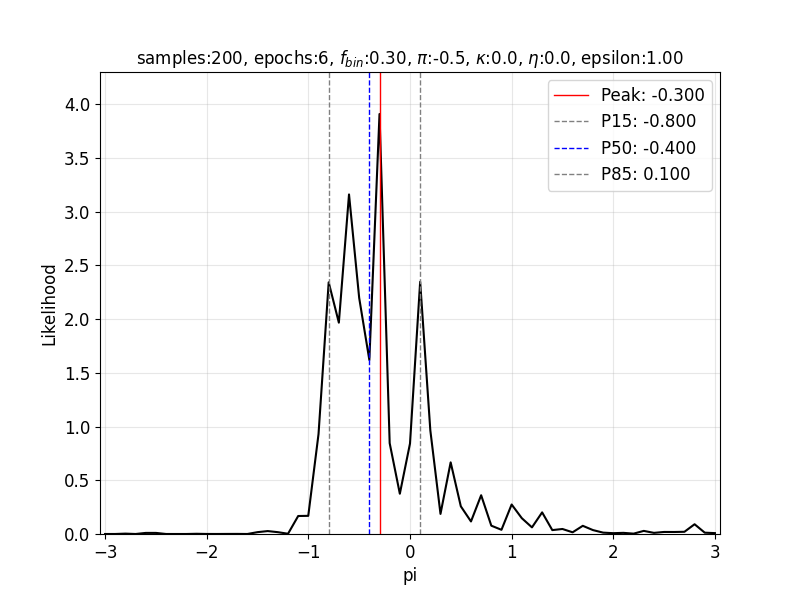 samples:200, epochs:6, f_bin:0.30, π:-0.5, κ:0.0, η:0.0, epsilon:1.00
Peak: -0.300
P15: -0.800
P50: -0.400
P85: 0.100
Likelihood
4.0
3.5
3.0
2.5
2.0
1.5
1.0
0.5
0.0
−3 −2 −1 0 1 2 3
pi